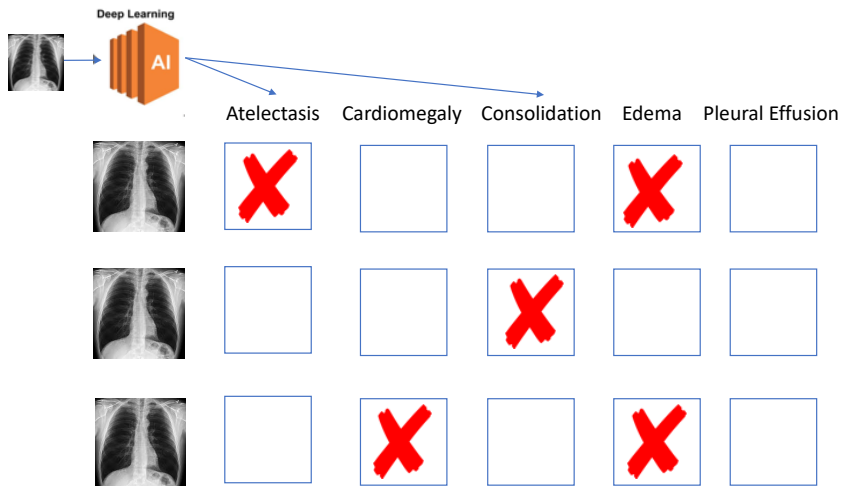 Deep Learning
AI
Atelectasis Cardiomegaly Consolidation Edema Pleural Effusion